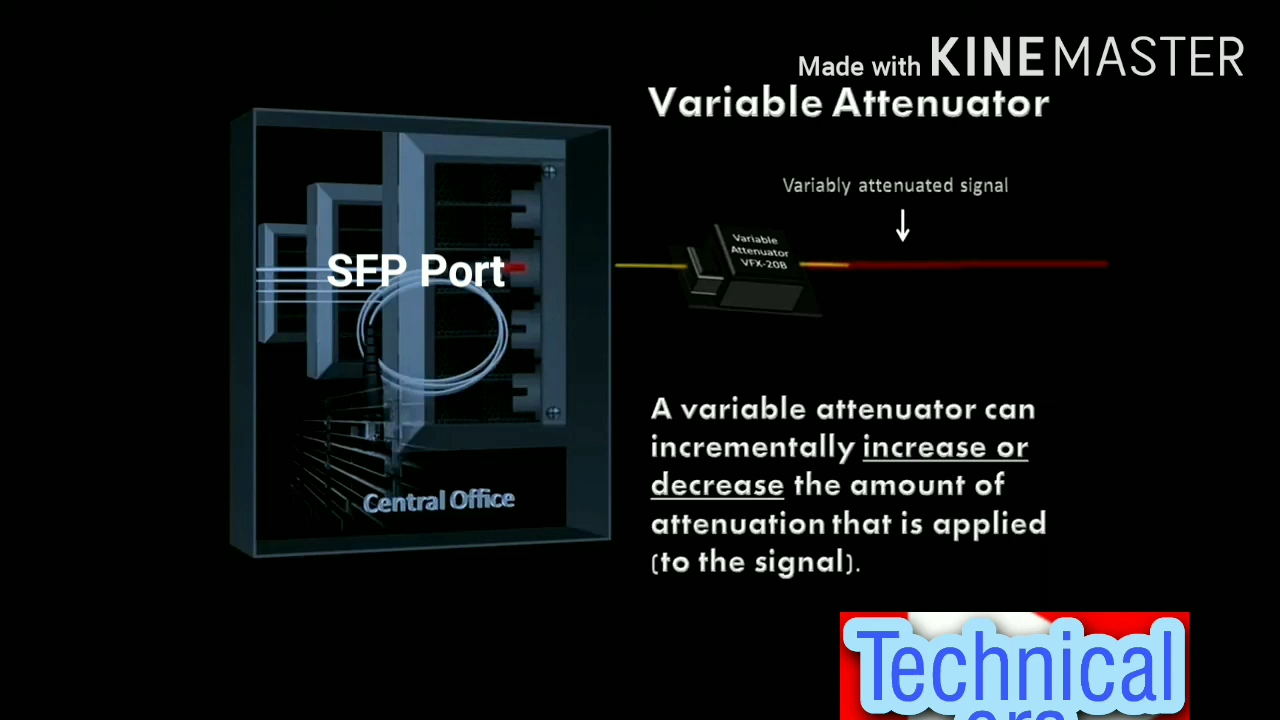 Made with KINEMASTER
Variable Attenuator
Variably attenuated signal
Variable
Attenuator
VFX-20B
SFP Port
Central Office
A variable attenuator can
incrementally increase or
decrease the amount of
attenuation that is applied
(to the signal).
Technical